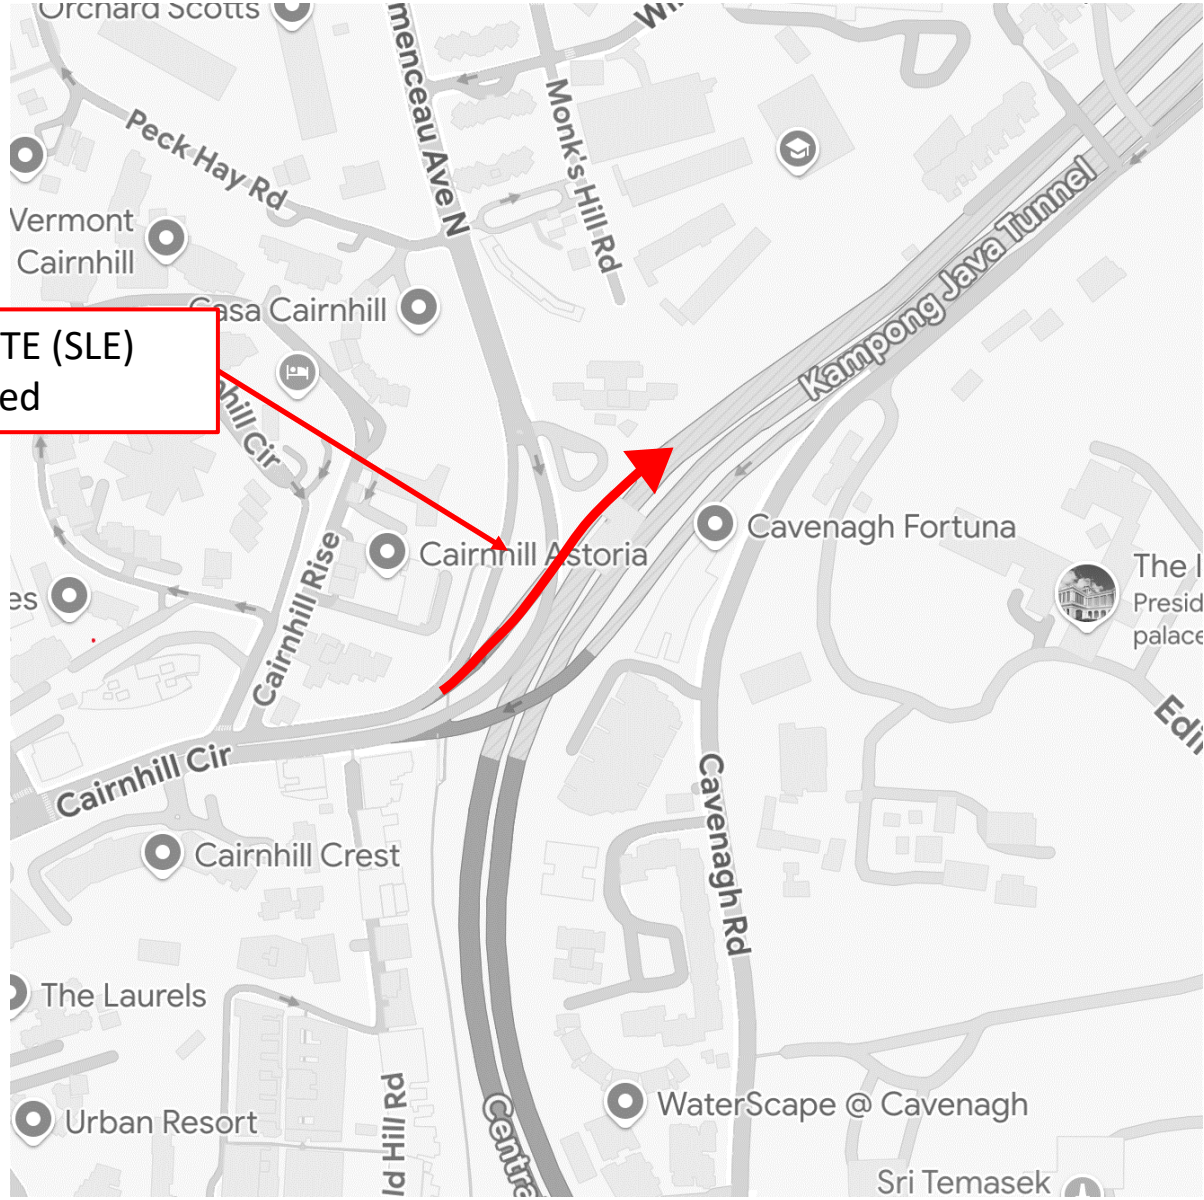 Orchard Scotts
menceau Ave N
Monk's Hill Rd
Peck Hay Rd
Vermont
Cairnhill
Kampong Java Tunnel
Casa Cairnhill
TE (SLE)
ed
nhill Cir
Cairnhill Rise
Cairnhill Astoria
Cavenagh Fortuna
The I
Presid
palace
es
Edin
Cairnhill Cir
Cavenagh Rd
Cairnhill Crest
The Laurels
ld Hill Rd
Centra
WaterScape @ Cavenagh
Urban Resort
Sri Temasek